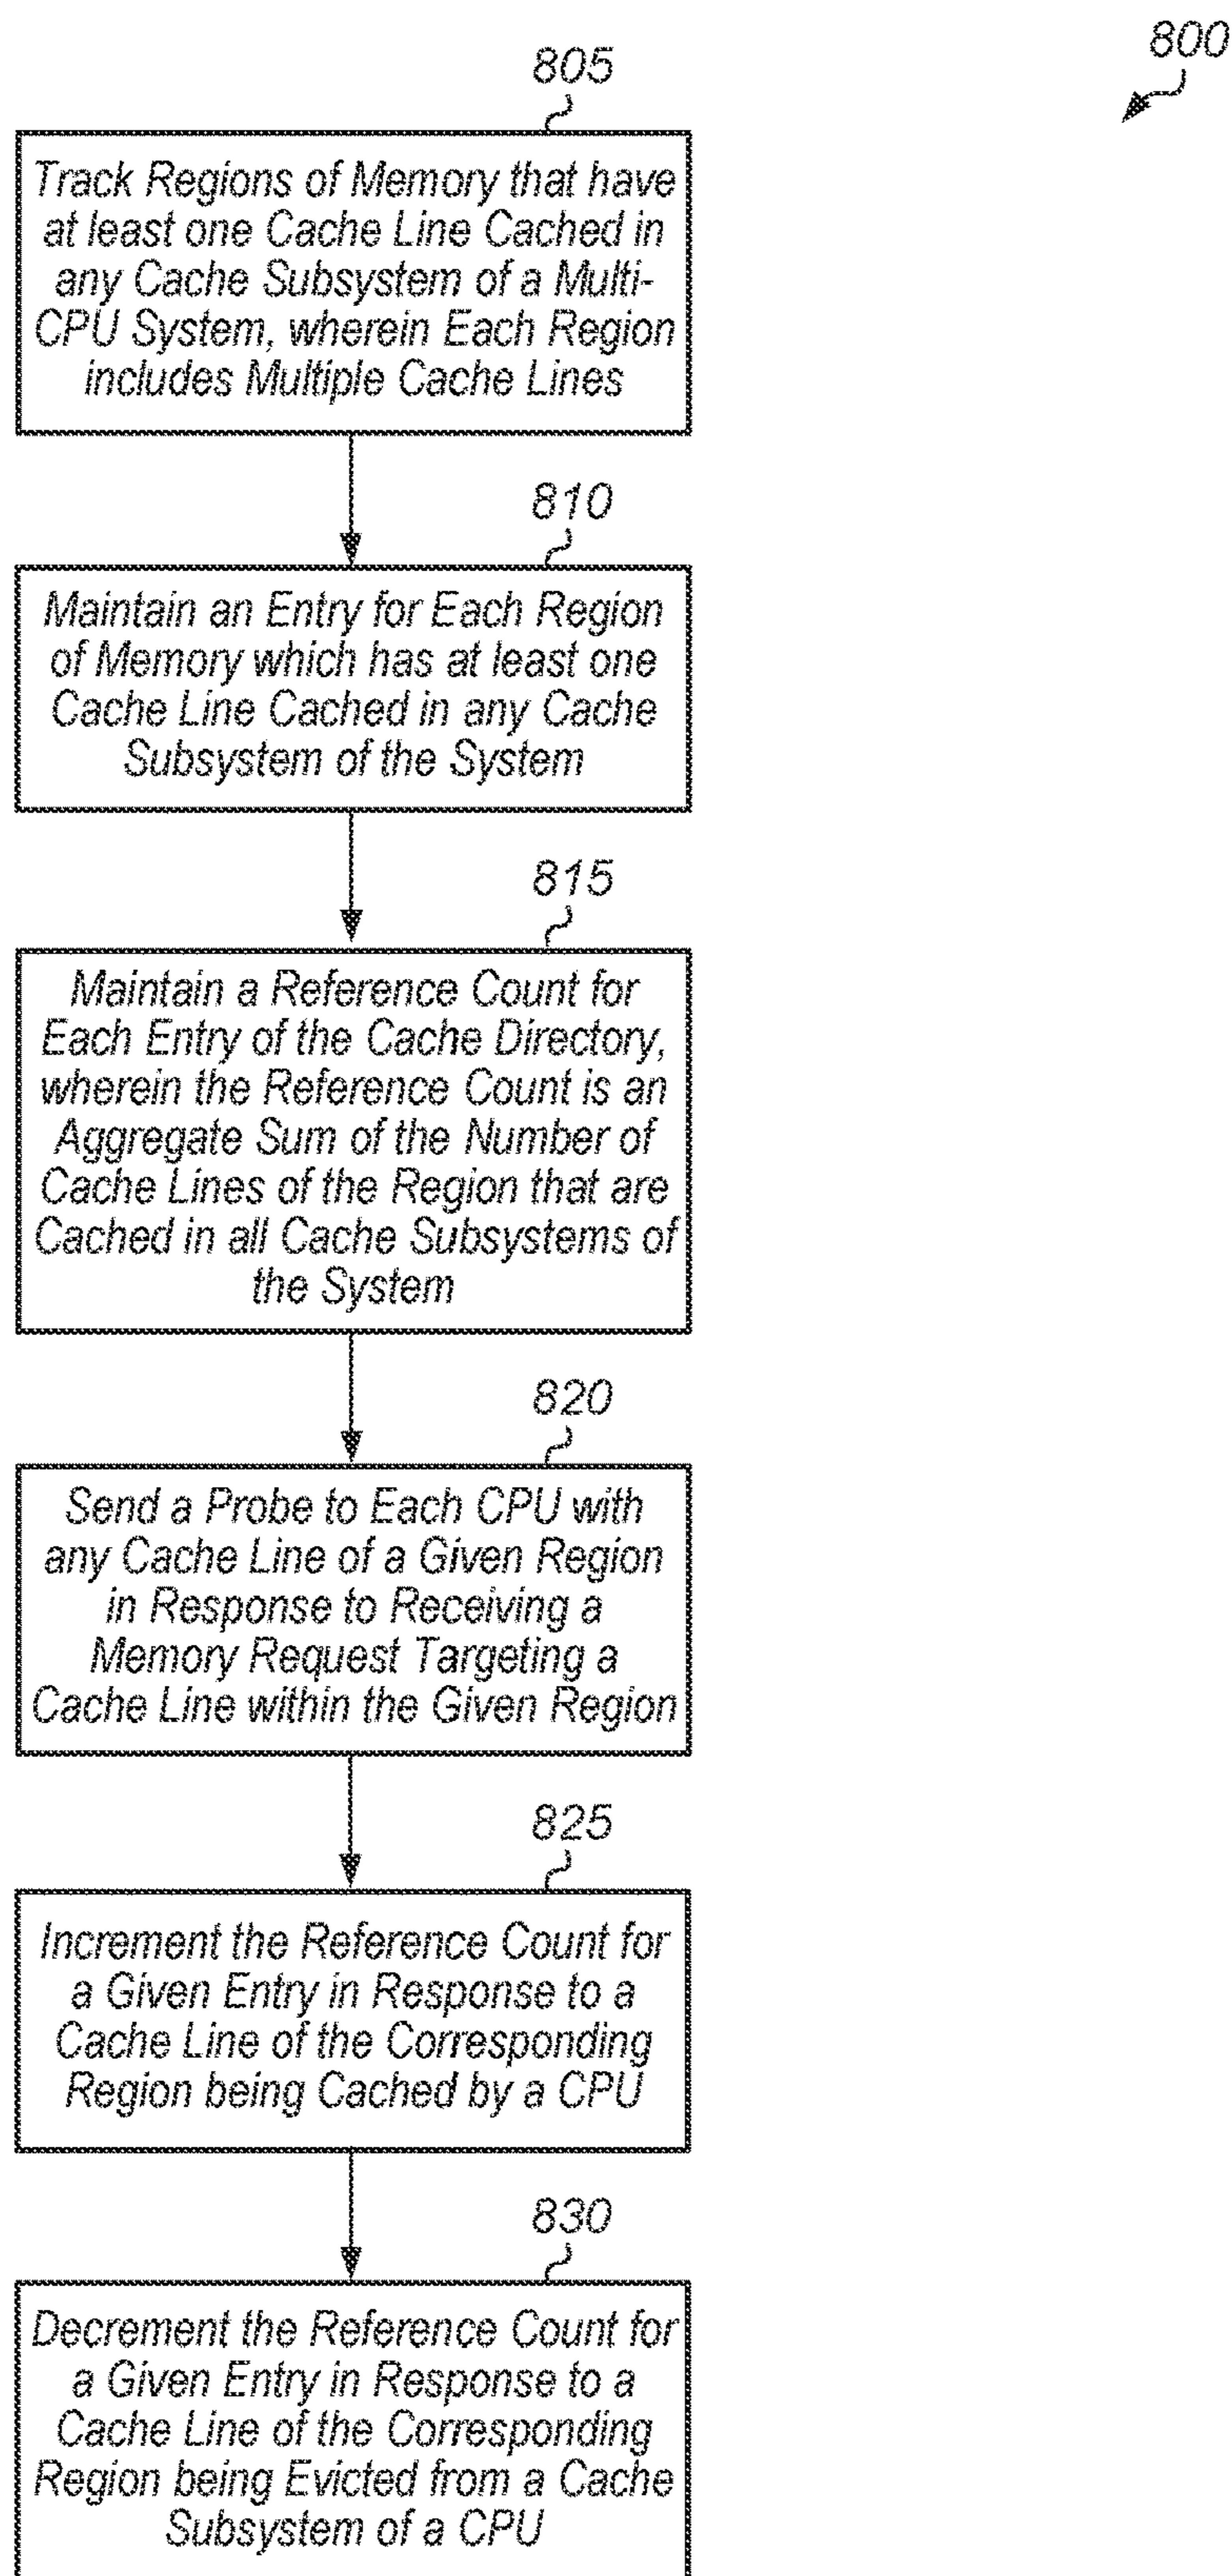 800
805
Track Regions of Memory that have
at least one Cache Line Cached in
any Cache Subsystem of a Multi-
CPU System, wherein Each Region
includes Multiple Cache Lines
810
Maintain an Entry for Each Region
of Memory which has at least one
Cache Line Cached in any Cache
Subsystem of the System
815
Maintain a Reference Count for
Each Entry of the Cache Directory,
wherein the Reference Count is an
Aggregate Sum of the Number of
Cache Lines of the Region that are
Cached in all Cache Subsystems of
the System
820
Send a Probe to Each CPU with
any Cache Line of a Given Region
in Response to Receiving a
Memory Request Targeting a
Cache Line within the Given Region
825
Increment the Reference Count for
a Given Entry in Response to a
Cache Line of the Corresponding
Region being Cached by a CPU
830
Decrement the Reference Count for
a Given Entry in Response to a
Cache Line of the Corresponding
Region being Evicted from a Cache
Subsystem of a CPU